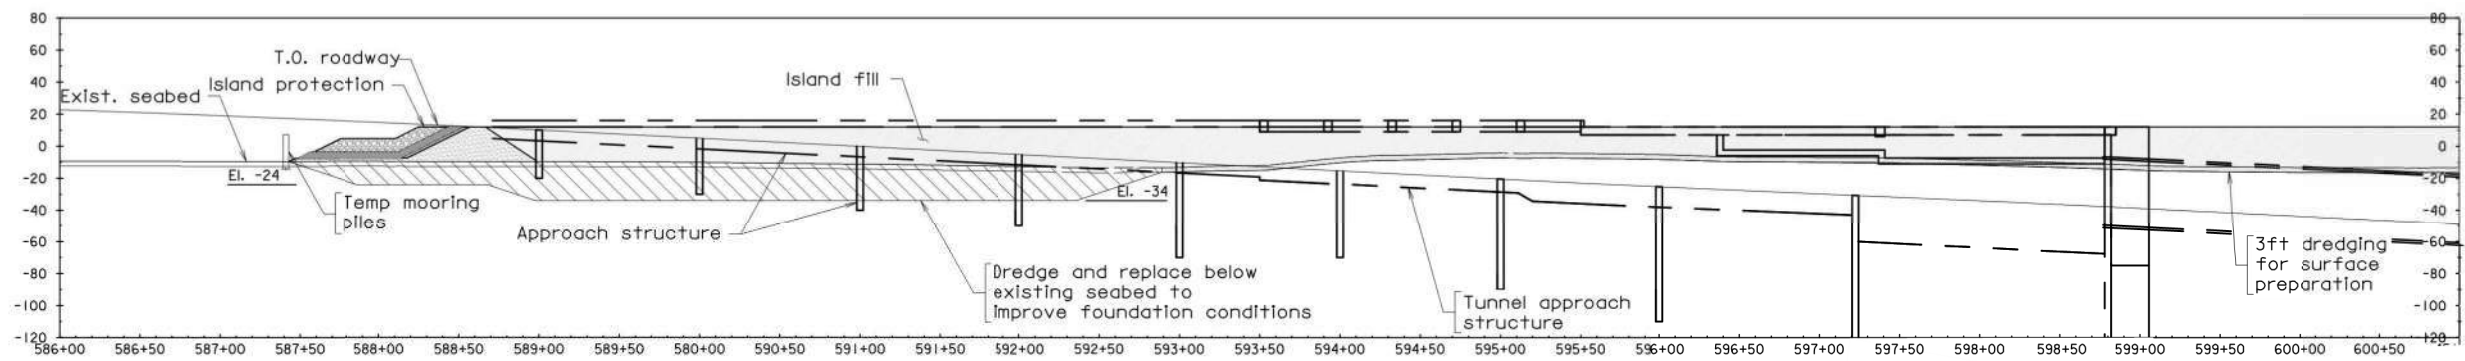 80
60
40
20
0
-20
-40
-60
-80
-100
-120
T.O. roadway
Island protection
Exist. seabed
Island fill
El. -24
Temp mooring
piles
Approach structure
El. -34
Dredge and replace below
existing seabed to
improve foundation conditions
Tunnel approach
structure
3ft dredging
for surface
preparation
80
60
40
20
0
-20
-40
-60
-80
-100
-120
586+00 586+50 587+00 587+50 588+00 588+50 589+00 589+50 580+00 590+50 591+00 591+50 592+00 592+50 593+00 593+50 594+00 594+50 595+00 595+50 596+00 596+50 597+00 597+50 598+00 598+50 599+00 599+50 600+00 600+50